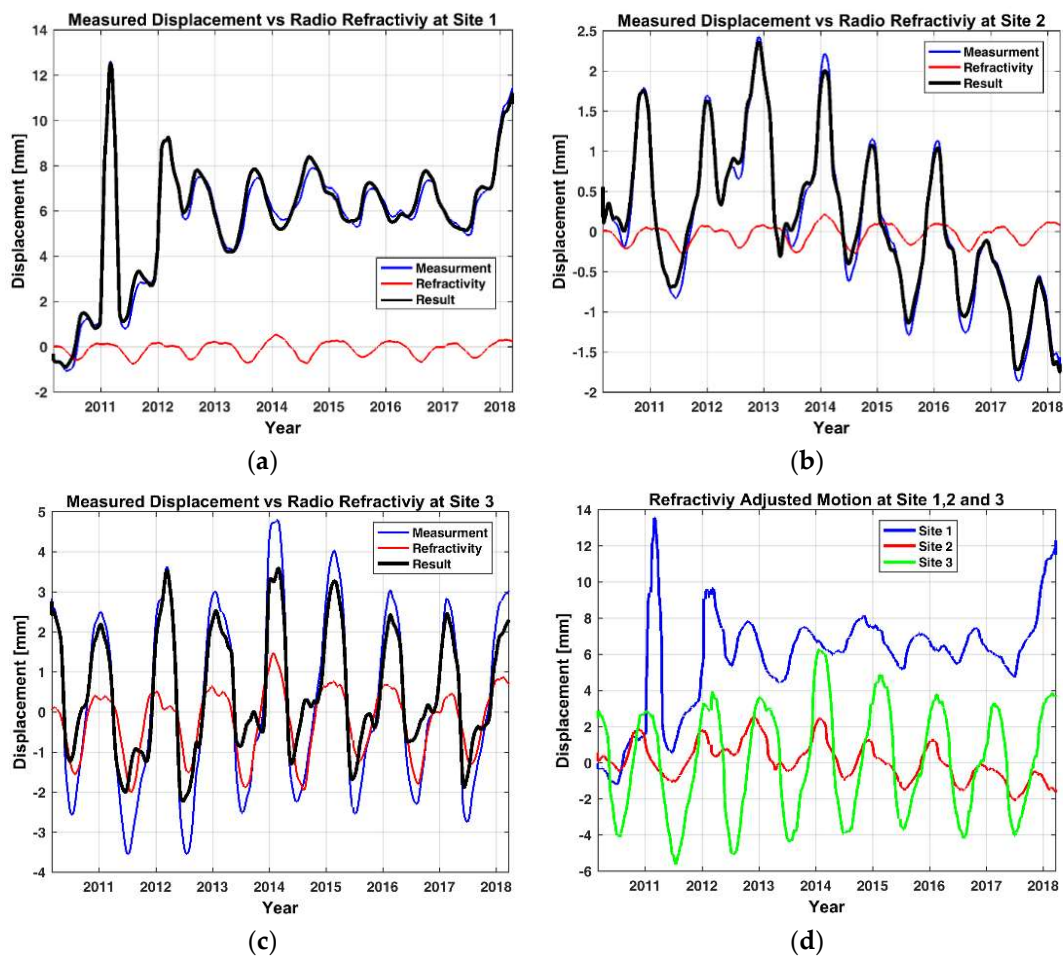 Measured Displacement vs Radio Refractiviy at Site 1
14
12
10
8
6
4
2
0
-2
Displacement [mm]
Measurment
Refractivity
Result
2011 2012 2013 2014 2015 2016 2017 2018
Year
(a)
Measured Displacement vs Radio Refractiviy at Site 2
2.5
2
1.5
1
0.5
0
-0.5
-1
-1.5
-2
Displacement [mm]
Measurment
Refractivity
Result
2011 2012 2013 2014 2015 2016 2017 2018
Year
(b)
Measured Displacement vs Radio Refractiviy at Site 3
5
4
3
2
1
0
-1
-2
-3
-4
Displacement [mm]
Measurment
Refractivity
Result
2011 2012 2013 2014 2015 2016 2017 2018
Year
(c)
Refractiviy Adjusted Motion at Site 1,2 and 3
14
12
10
8
6
4
2
0
-2
-4
-6
Displacement [mm]
Site 1
Site 2
Site 3
2011 2012 2013 2014 2015 2016 2017 2018
Year
(d)